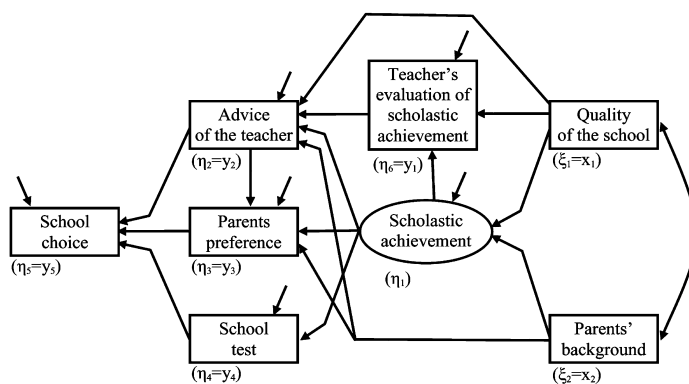 Teacher's
evaluation of
scholastic
achievement
(η6=y1)
Advice
of the teacher
(η2=y2)
Quality
of the school
(ξ1=x1)
School
choice
(η5=y5)
Parents
preference
(η3=y3)
Scholastic
achievement
(η1)
School
test
(η4=y4)
Parents'
background
(ξ2=x2)